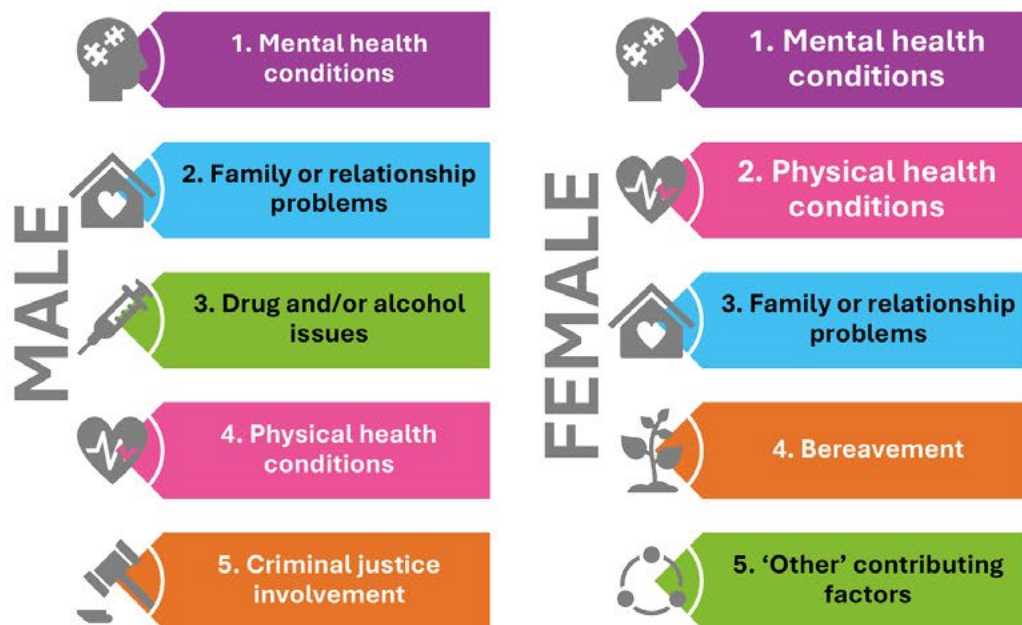 MALE
1. Mental health
conditions
2. Family or relationship
problems
3. Drug and/or alcohol
issues
4. Physical health
conditions
5. Criminal justice
involvement
FEMALE
1. Mental health
conditions
2. Physical health
conditions
3. Family or relationship
problems
4. Bereavement
5. ‘Other’ contributing
factors